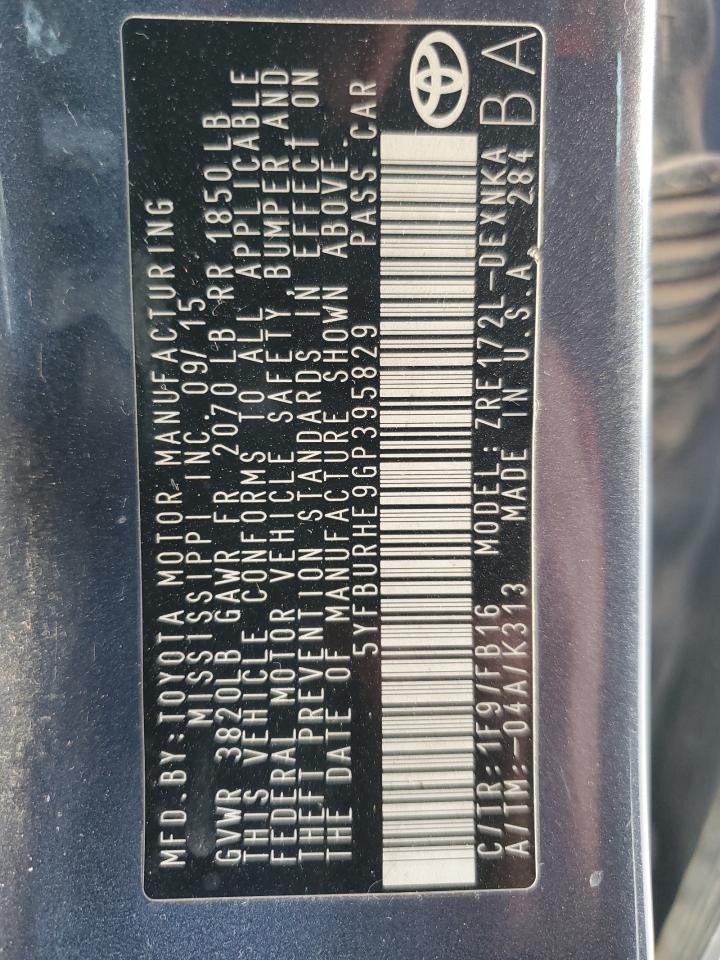 MFD.BY:TOYOTA MOTOR MANUFACTURING
MISSISSIPPI INC. 09/15
GVWR 3820LB GAWR FR 2070 LB RR 1850LB
THIS VEHICLE CONFORMS TO ALL APPLICABLE
FEDERAL MOTOR VEHICLE SAFETY, BUMPER AND
THEFT PREVENTION STANDARDS IN EFFECT ON
THE DATE OF MANUFACTURE SHOWN ABOVE.
5YFBURHE9GP395829 PASS.CAR
C/TR:1F9/FB16 MODEL:ZRE172L-DEXNKA
A/TM:-04A/K313 MADE IN U.S.A. 284 BA